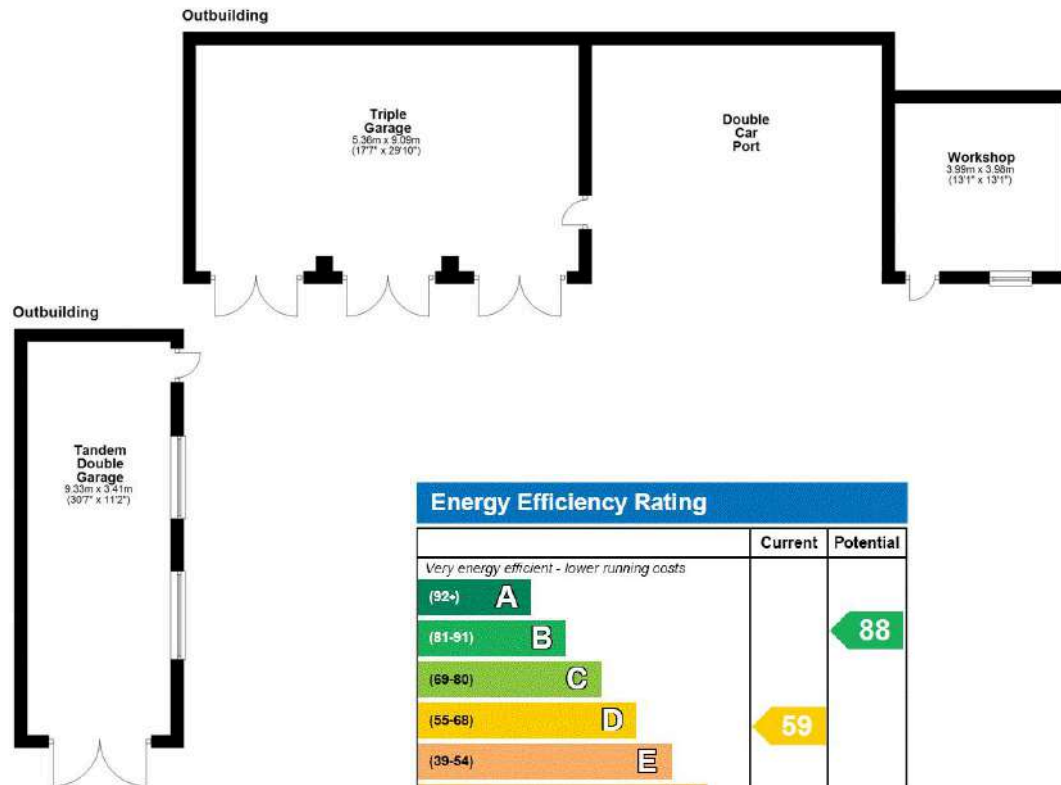 Outbuilding
Triple
Garage
5.36m x 9.09m
(17'7" x 29'10")
Double
Car
Port
Workshop
3.99m x 3.98m
(13'1" x 13'1")
Outbuilding
Tandem
Double
Garage
9.33m x 3.41m
(30'7" x 11'2")
Energy Efficiency Rating
Current Potential
Very energy efficient - lower running costs
(92+) A
(81-91) B
88
(69-80) C
(55-68) D
59
(39-54) E